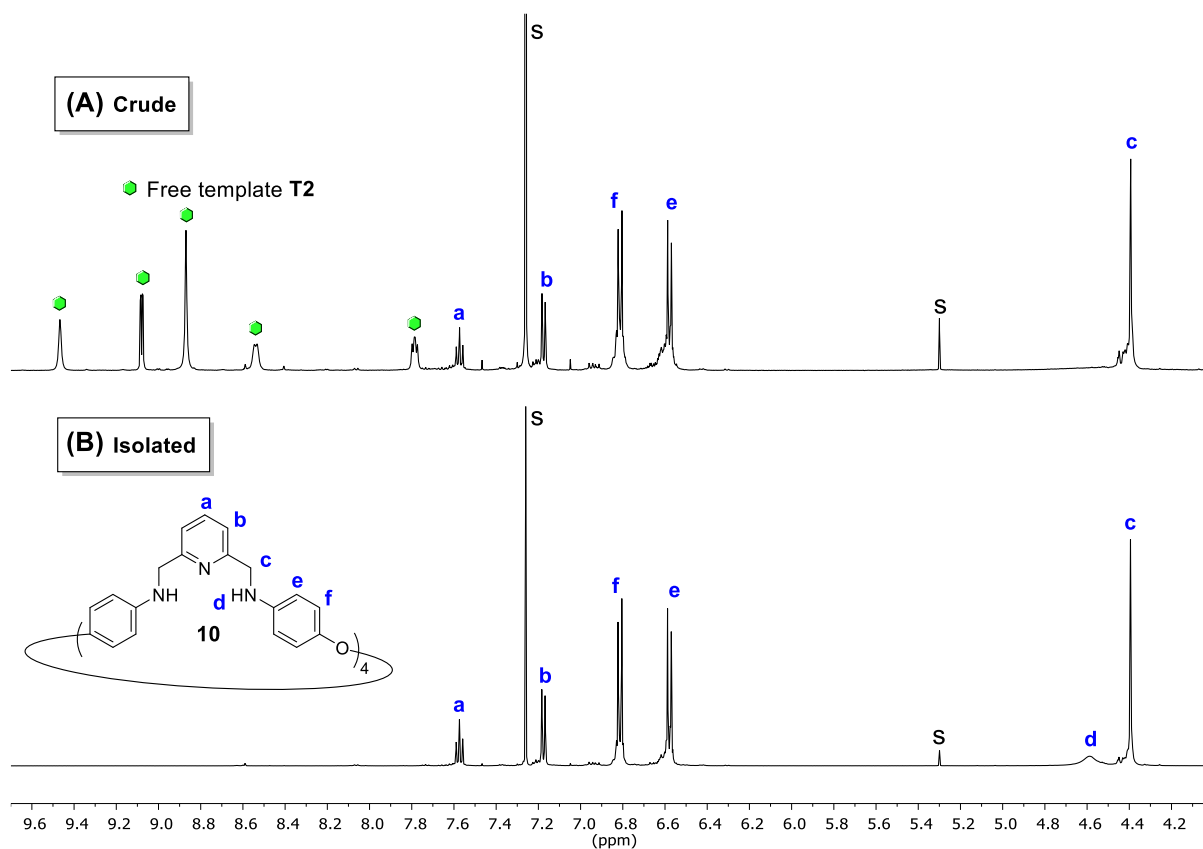 S
(A) Crude
c
Free template T2
f
e
b
a
S
(B) Isolated
S
a
b
c
N
NH
d
HN
e
f
10
O
( )4
c
f
e
b
a
S
d
9.6 9.4 9.2 9.0 8.8 8.6 8.4 8.2 8.0 7.8 7.6 7.4 7.2 7.0 6.8 6.6 6.4 6.2 6.0 5.8 5.6 5.4 5.2 5.0 4.8 4.6 4.4 4.2
(ppm)